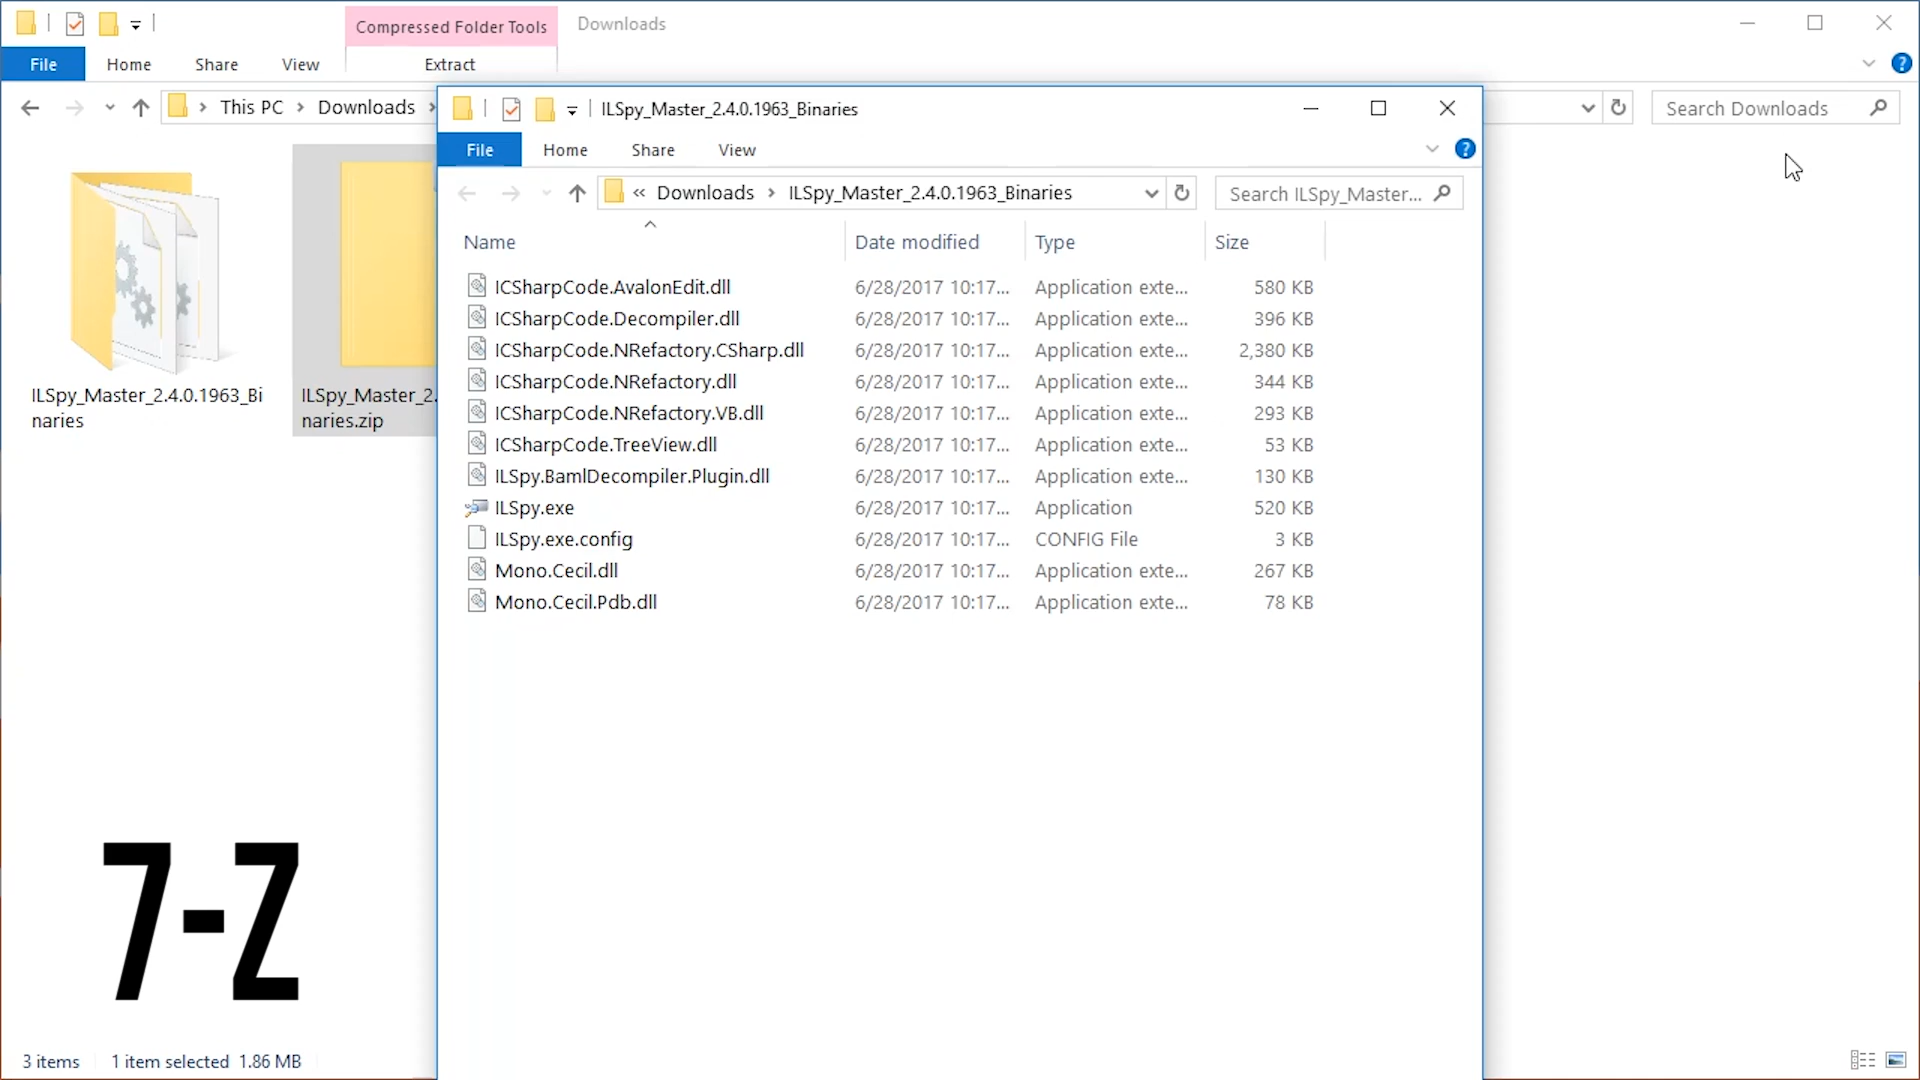 Compressed Folder Tools
Downloads
File
Home
Share
View
Extract
This PC
Downloads
Search Downloads
ILSpy_Master_2.4.0.1963_Bi
naries
ILSpy_Master_2.
naries.zip
ILSpy_Master_2.4.0.1963_Binaries
File
Home
Share
View
« Downloads › ILSpy_Master_2.4.0.1963_Binaries
Search ILSpy_Master...
Name Date modified Type Size
ICSharpCode.AvalonEdit.dll 6/28/2017 10:17... Application exte... 580 KB
ICSharpCode.Decompiler.dll 6/28/2017 10:17... Application exte... 396 KB
ICSharpCode.NRefactory.CSharp.dll 6/28/2017 10:17... Application exte... 2,380 KB
ICSharpCode.NRefactory.dll 6/28/2017 10:17... Application exte... 344 KB
ICSharpCode.NRefactory.VB.dll 6/28/2017 10:17... Application exte... 293 KB
ICSharpCode.TreeView.dll 6/28/2017 10:17... Application exte... 53 KB
ILSpy.BamlDecompiler.Plugin.dll 6/28/2017 10:17... Application exte... 130 KB
ILSpy.exe 6/28/2017 10:17... Application 520 KB
ILSpy.exe.config 6/28/2017 10:17... CONFIG File 3 KB
Mono.Cecil.dll 6/28/2017 10:17... Application exte... 267 KB
Mono.Cecil.Pdb.dll 6/28/2017 10:17... Application exte... 78 KB
7-Z
3 items 1 item selected 1.86 MB